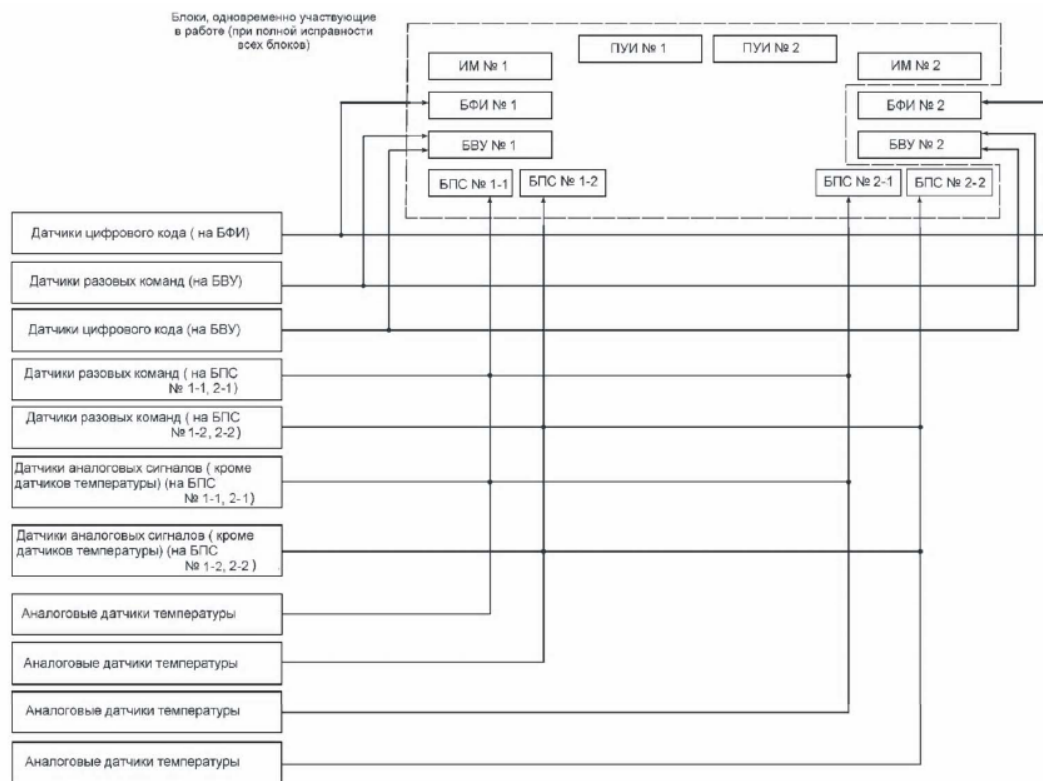 Блоки, одновременно участвующие
в работе (при полной исправности
всех блоков)
ПУИ № 1
ПУИ № 2
ИМ № 1
ИМ № 2
БФИ № 1
БФИ № 2
БВУ № 1
БВУ № 2
БПС № 1-1
БПС № 1-2
БПС № 2-1
БПС № 2-2
Датчики цифрового кода ( на БФИ)
Датчики разовых команд (на БВУ)
Датчики цифрового кода (на БВУ)
Датчики разовых команд ( на БПС
№ 1-1, 2-1)
Датчики разовых команд ( на БПС
№ 1-2, 2-2)
Датчики аналоговых сигналов ( кроме
датчиков температуры) (на БПС
№ 1-1, 2-1)
Датчики аналоговых сигналов ( кроме
датчиков температуры) (на БПС
№ 1-2, 2-2 )
Аналоговые датчики температуры
Аналоговые датчики температуры
Аналоговые датчики температуры
Аналоговые датчики температуры